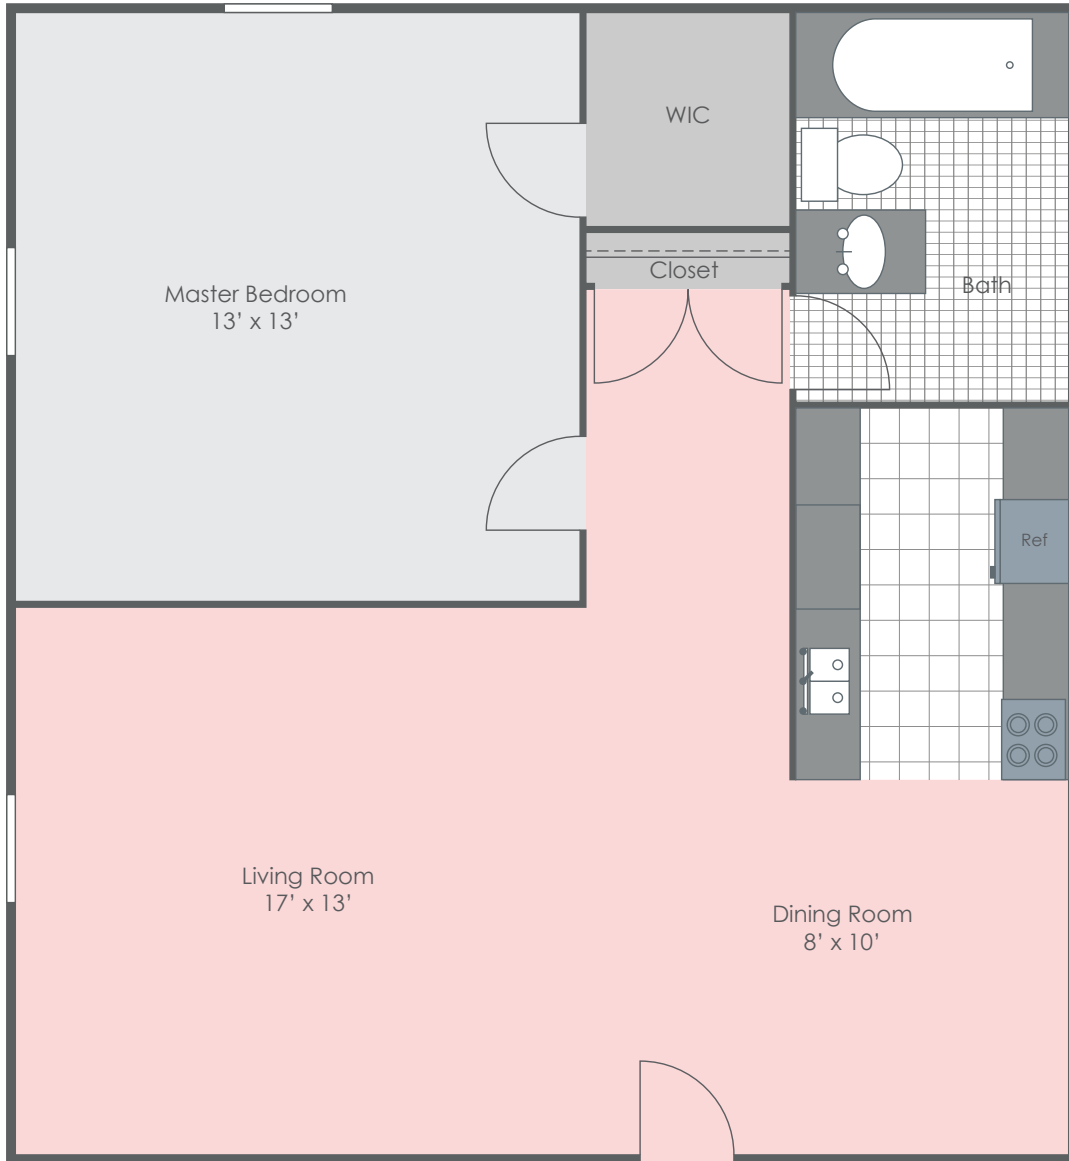 WIC
Closet
Bath
Master Bedroom
13’ x 13’
Ref
Living Room
17’ x 13’
Dining Room
8’ x 10’